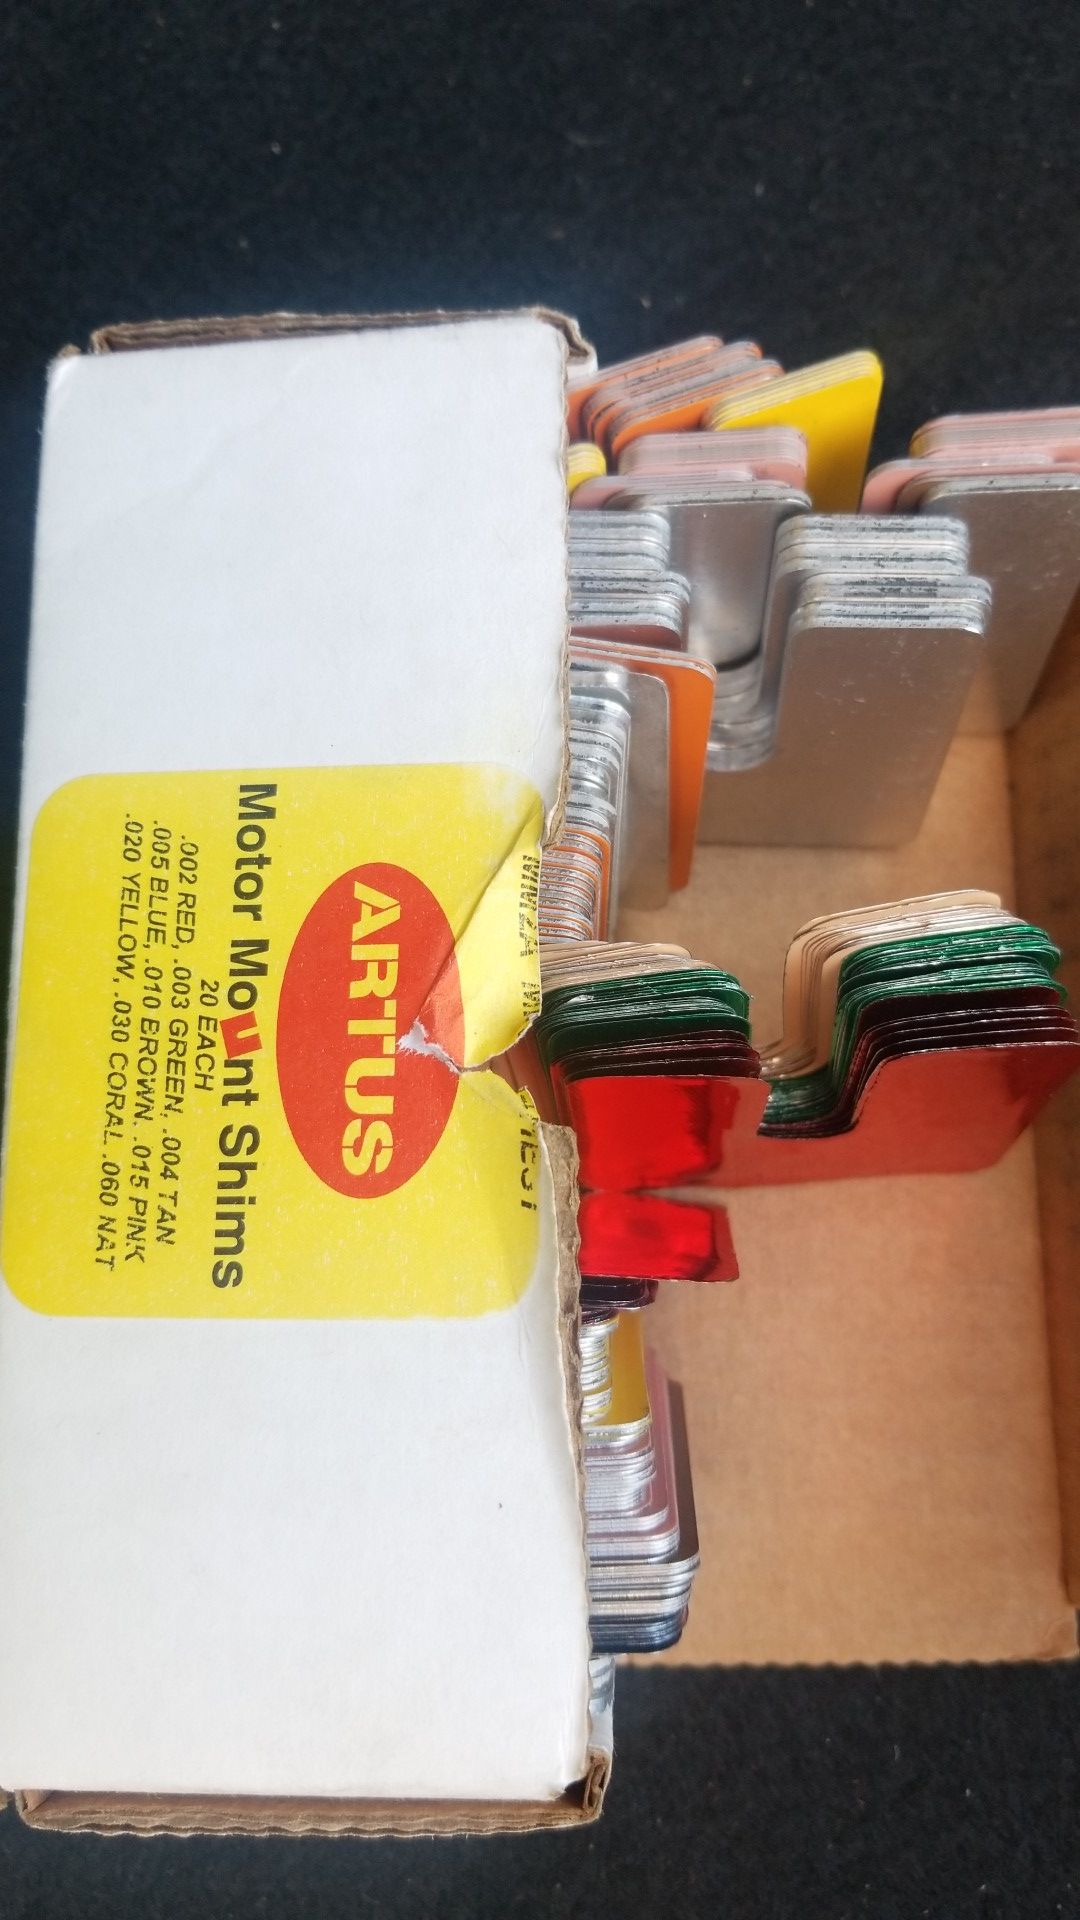 ARTUS
Motor Mount Shims
20 EACH
.002 RED, .003 GREEN, .004 TAN
.005 BLUE, .010 BROWN, .015 PINK
.020 YELLOW, .030 CORAL, .060 NAT